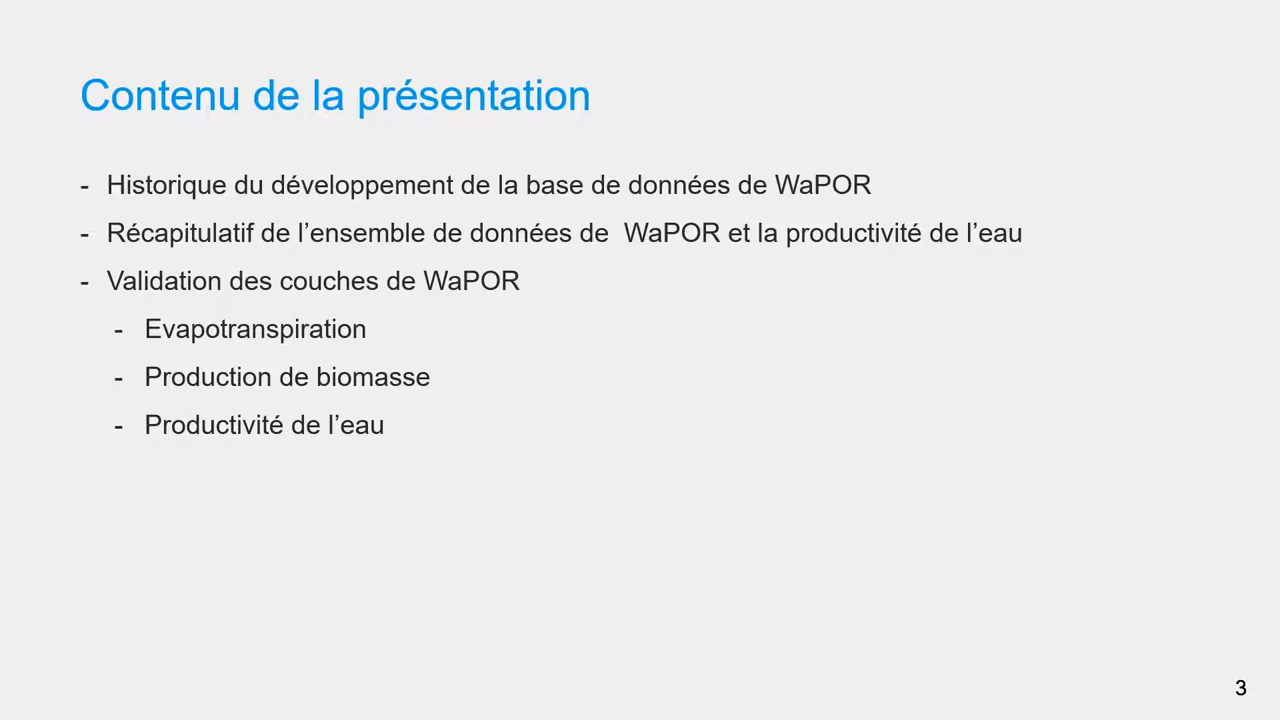 Contenu de la présentation
- Historique du développement de la base de données de WaPOR
- Récapitulatif de l’ensemble de données de  WaPOR et la productivité de l’eau
- Validation des couches de WaPOR
- Evapotranspiration
- Production de biomasse
- Productivité de l’eau
3